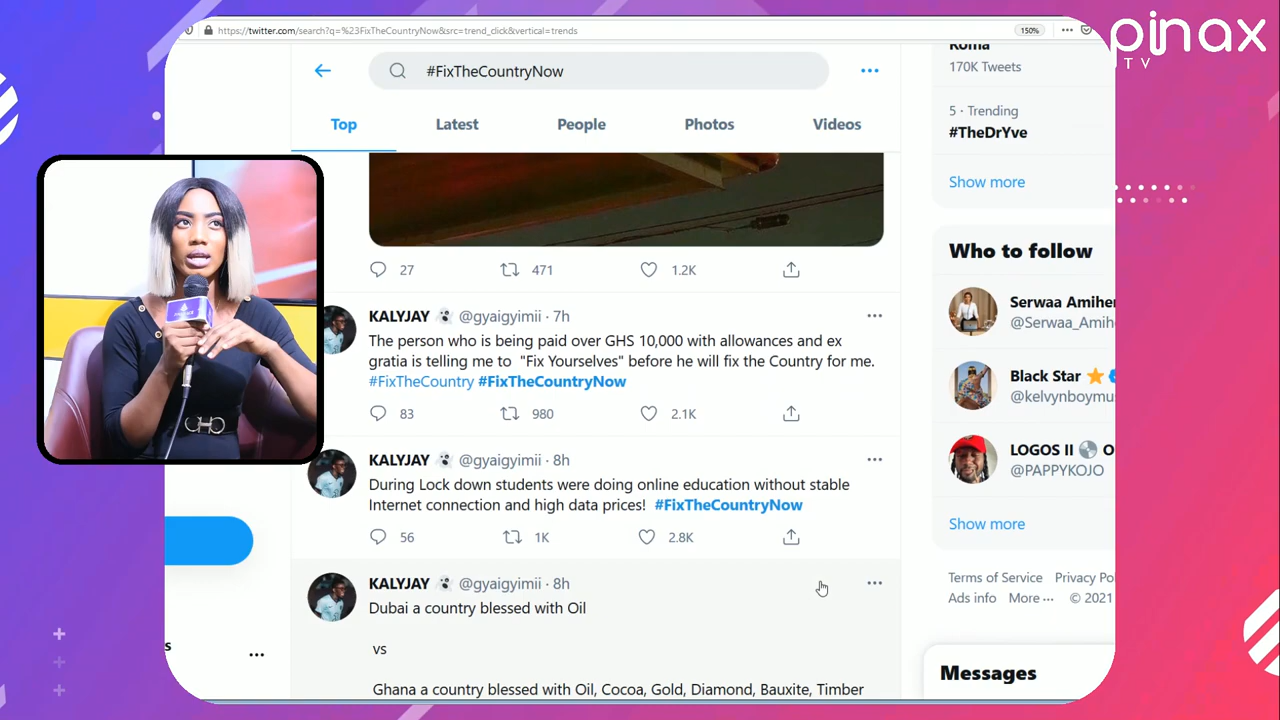 https://twitter.com/search?q=%23FixTheCountryNow&src=trend_click&vertical=trends
150%
pinax
TV
#FixTheCountryNow
Top
Latest
People
Photos
Videos
27
471
1.2K
KALYJAY @gyaigyimii · 7h
The person who is being paid over GHS 10,000 with allowances and ex
gratia is telling me to "Fix Yourselves" before he will fix the Country for me.
#FixTheCountry #FixTheCountryNow
83
980
2.1K
KALYJAY @gyaigyimii · 8h
During Lock down students were doing online education without stable
Internet connection and high data prices! #FixTheCountryNow
56
1K
2.8K
KALYJAY @gyaigyimii · 8h
Dubai a country blessed with Oil
vs
Ghana a country blessed with Oil, Cocoa, Gold, Diamond, Bauxite, Timber
Roma
170K Tweets
5 · Trending
#TheDrYve
Show more
Who to follow
Serwaa Amiher
@Serwaa_Amih
Black Star
@kelvynboymu
LOGOS II O
@PAPPYKOJO
Show more
Terms of Service Privacy Po
Ads info More ··· © 2021
Messages